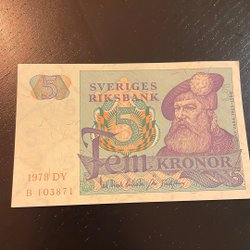 5
SVERIGES
RIKSBANK
5
fem KRONOR
1978 DY
B 103871